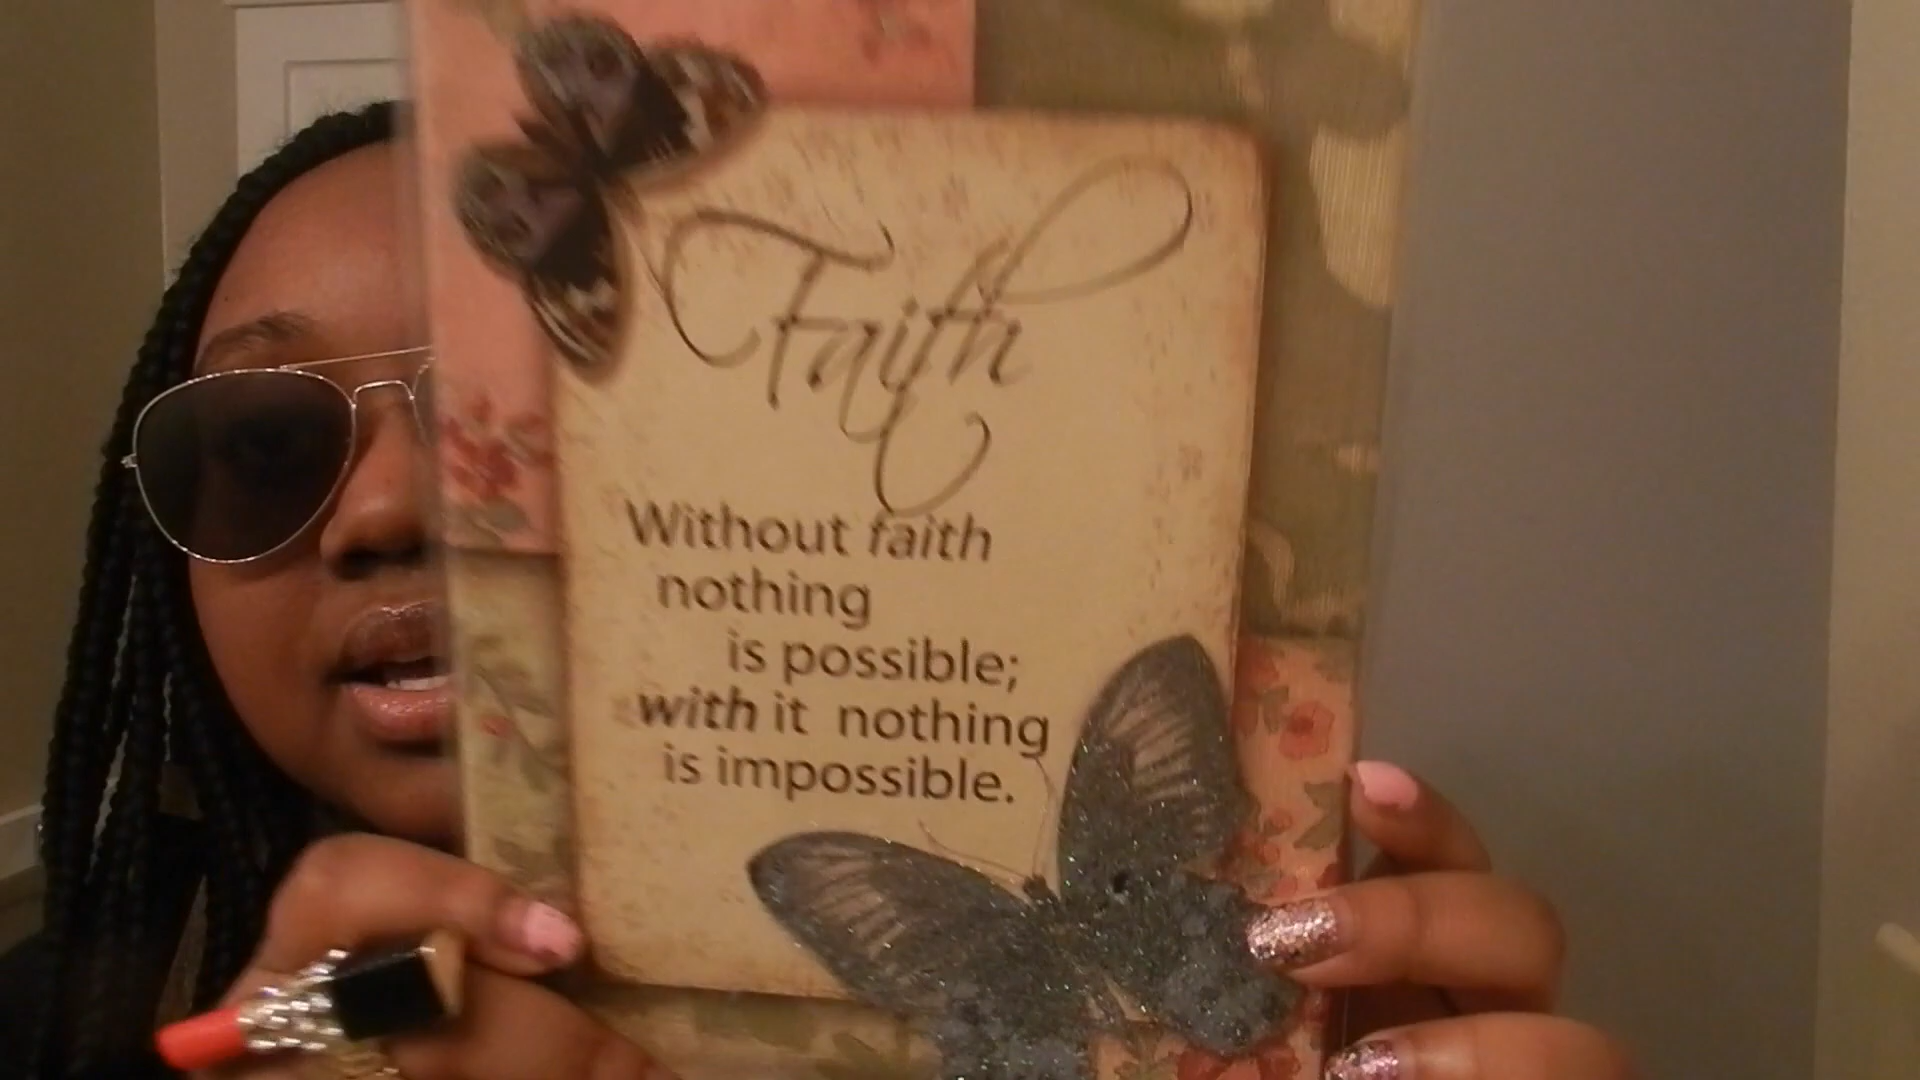 Faith
Without faith
nothing
is possible;
with it nothing
is impossible.